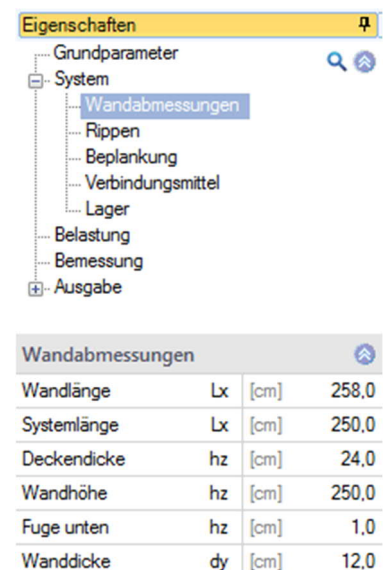 Eigenschaften
Grundparameter
System
Wandabmessungen
Rippen
Beplankung
Verbindungsmittel
Lager
Belastung
Bemessung
Ausgabe
Wandabmessungen
Wandlänge Lx [cm] 258,0
Systemlänge Lx [cm] 250,0
Deckendicke hz [cm] 24,0
Wandhöhe hz [cm] 250,0
Fuge unten hz [cm] 1,0
Wanddicke dy [cm] 12,0